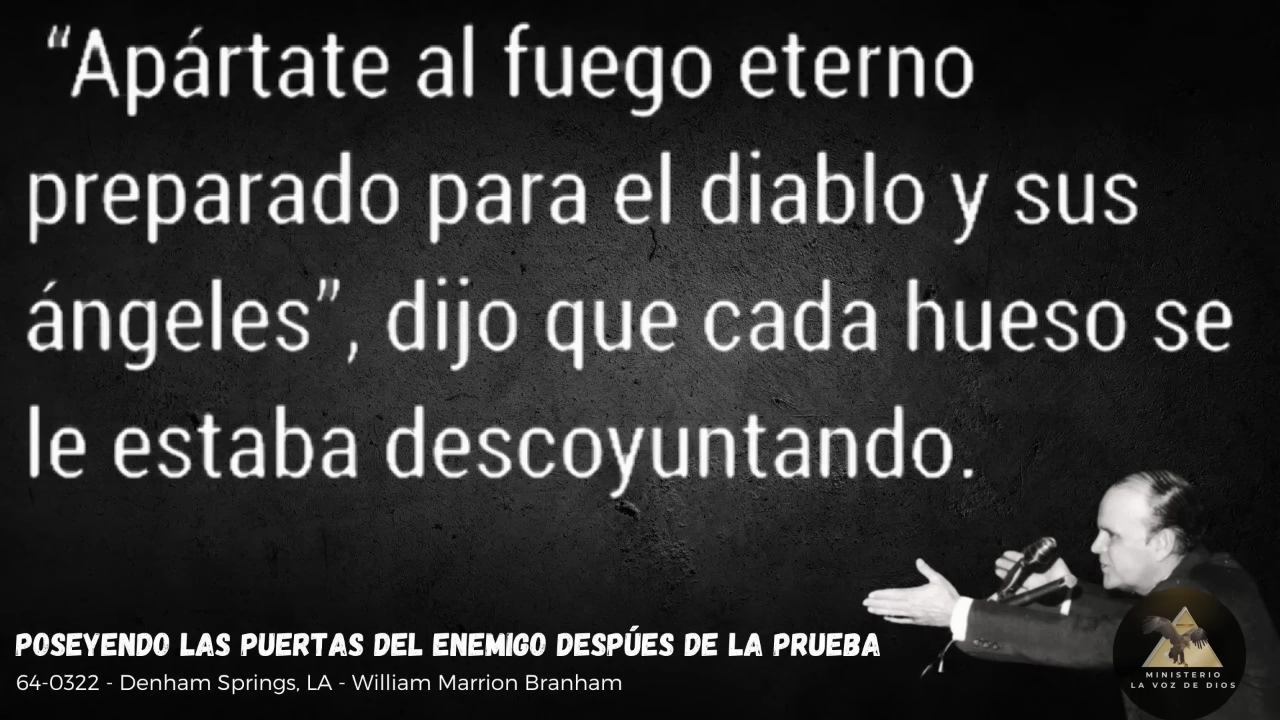 “Apártate al fuego eterno
preparado para el diablo y sus
ángeles”, dijo que cada hueso se
le estaba descoyuntando.
POSEYENDO LAS PUERTAS DEL ENEMIGO DESPÚES DE LA PRUEBA
64-0322 - Denham Springs, LA - William Marrion Branham
MINISTERIO
LA VOZ DE DIOS